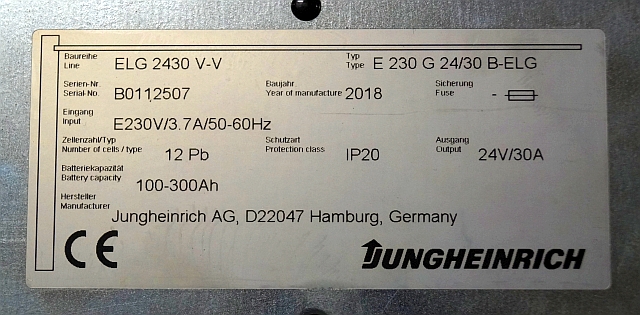 Baureihe
Line
ELG 2430 V-V
Typ
Type
E 230 G 24/30 B-ELG
Serien-Nr.
Serial-No.
B0112507
Baujahr
Year of manufacture
2018
Sicherung
Fuse
-
Eingang
Input
E230V/3.7A/50-60Hz
Zellenzahl/Typ
Number of cells / type
12 Pb
Schutzart
Protection class
IP20
Ausgang
Output
24V/30A
Batteriekapazität
Battery capacity
100-300Ah
Hersteller
Manufacturer
Jungheinrich AG, D22047 Hamburg, Germany
CE
JUNGHEINRICH